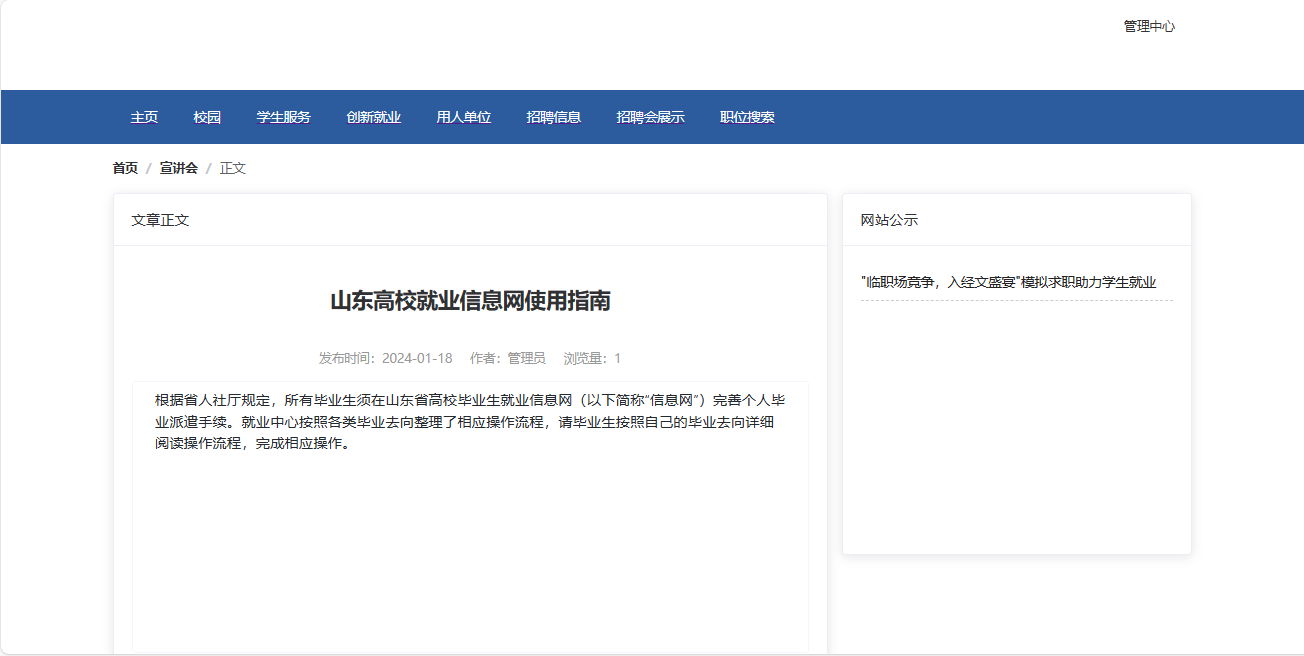 管理中心
主页 校园 学生服务 创新就业 用人单位 招聘信息 招聘会展示 职位搜索
首页 / 宣讲会 / 正文
文章正文
山东高校就业信息网使用指南
发布时间：2024-01-18 作者：管理员 浏览量：1
根据省人社厅规定，所有毕业生须在山东省高校毕业生就业信息网（以下简称“信息网”）完善个人毕
业派遣手续。就业中心按照各类毕业去向整理了相应操作流程，请毕业生按照自己的毕业去向详细
阅读操作流程，完成相应操作。
网站公示
"临职场竞争，入经文盛宴"模拟求职助力学生就业